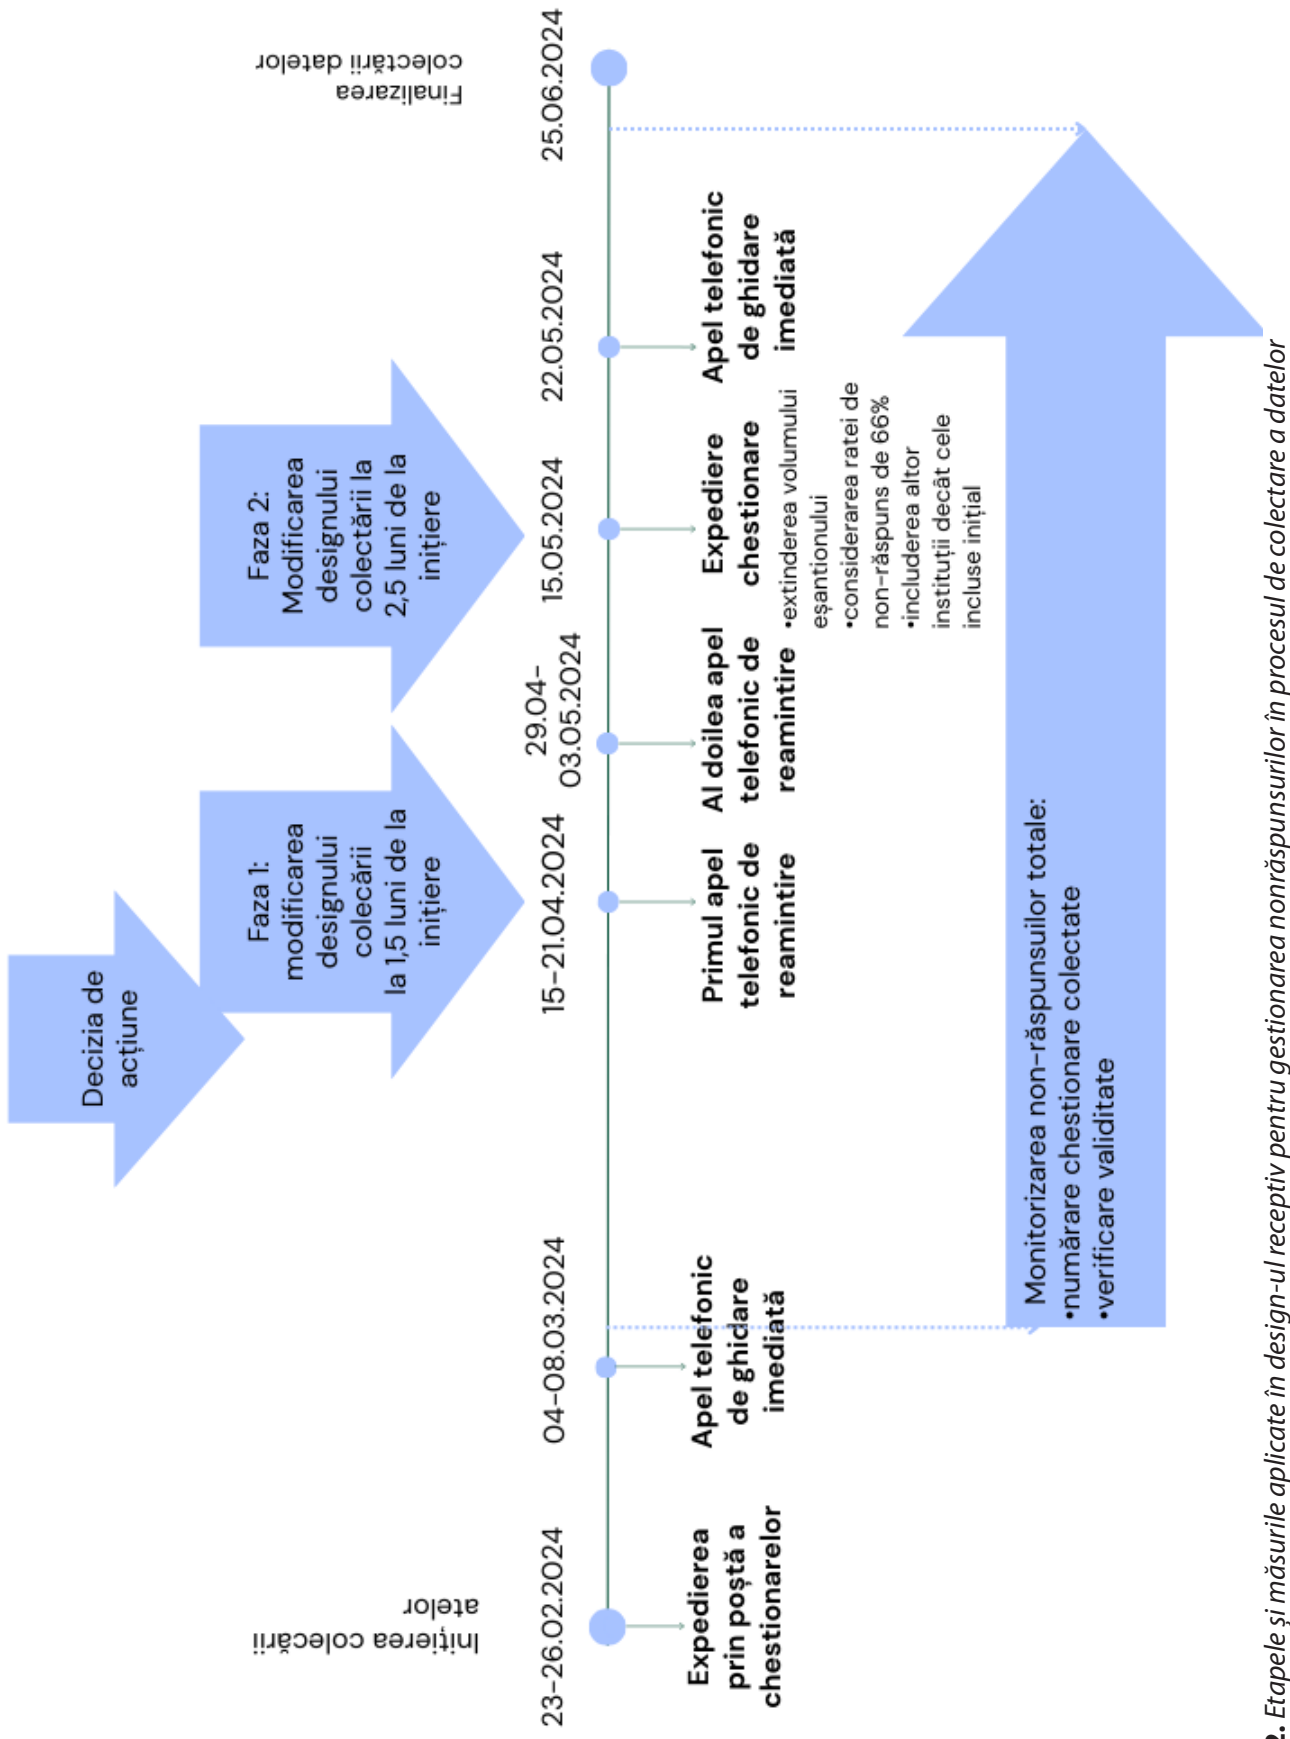 Decizia de
acțiune
Faza 1:
modificarea
designului
colecării
la 1,5 luni de la
inițiere
Faza 2:
Modificarea
designului
colectării la
2,5 luni de la
inițiere
Inițierea colecării
atelor
Finalizarea
colectării datelor
23-26.02.2024
04-08.03.2024
15-21.04.2024
29.04-
03.05.2024
15.05.2024
22.05.2024
25.06.2024
Expedierea
prin poștă a
chestionarelor
Apel telefonic
de ghidare
imediată
Primul apel
telefonic de
reamintire
Al doilea apel
telefonic de
reamintire
Expediere
chestionare
•extinderea volumului
eșantionului
•considerarea ratei de
non-răspuns de 66%
•includerea altor
instituții decât cele
incluse inițial
Apel telefonic
de ghidare
imediată
Monitorizarea non-răspunsuilor totale:
•numărare chestionare colectate
•verificare validitate
2. Etapele și măsurile aplicate în design-ul receptiv pentru gestionarea nonrăspunsurilor în procesul de colectare a datelor